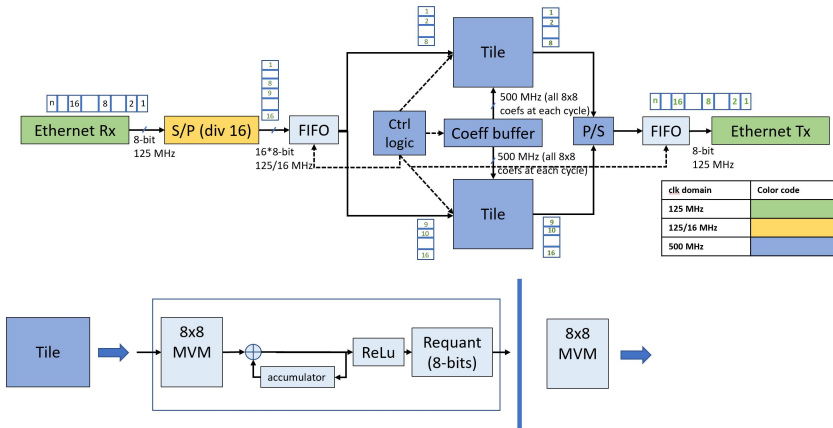 1
2
8
Tile
1
2
8
1
8
9
16
n 16 8 2 1
Ethernet Rx
8-bit
125 MHz
S/P (div 16)
16*8-bit
125/16 MHz
FIFO
Ctrl
logic
500 MHz (all 8x8
coefs at each cycle)
Coeff buffer
500 MHz (all 8x8
coefs at each cycle)
P/S
FIFO
n 16 8 2 1
8-bit
125 MHz
Ethernet Tx
9
10
16
Tile
9
10
16
clk domain Color code
125 MHz
125/16 MHz
500 MHz
Tile
8x8
MVM
accumulator
ReLu
Requant
(8-bits)
8x8
MVM